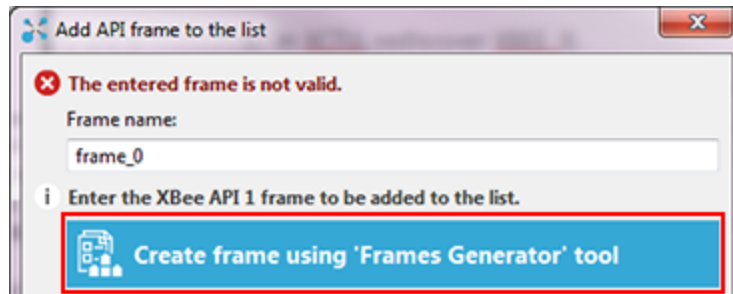 Add API frame to the list
The entered frame is not valid.
Frame name:
frame_0
Enter the XBee API 1 frame to be added to the list.
Create frame using 'Frames Generator' tool